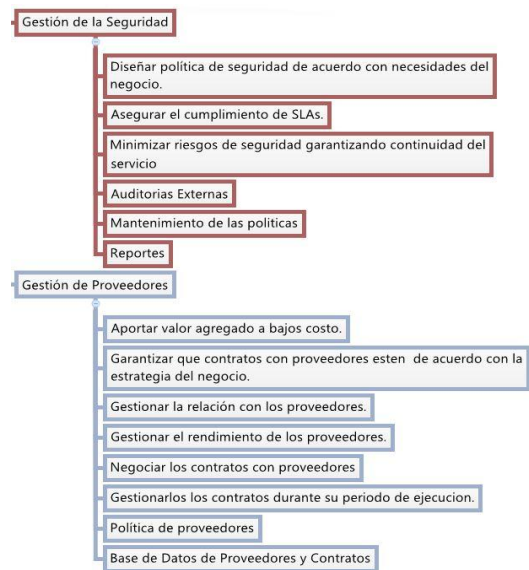 Gestión de la Seguridad
Diseñar política de seguridad de acuerdo con necesidades del
negocio.
Asegurar el cumplimiento de SLAs.
Minimizar riesgos de seguridad garantizando continuidad del
servicio
Auditorias Externas
Mantenimiento de las politicas
Reportes
Gestión de Proveedores
Aportar valor agregado a bajos costo.
Garantizar que contratos con proveedores esten de acuerdo con la
estrategia del negocio.
Gestionar la relación con los proveedores.
Gestionar el rendimiento de los proveedores.
Negociar los contratos con proveedores
Gestionarlos los contratos durante su periodo de ejecucion.
Política de proveedores
Base de Datos de Proveedores y Contratos